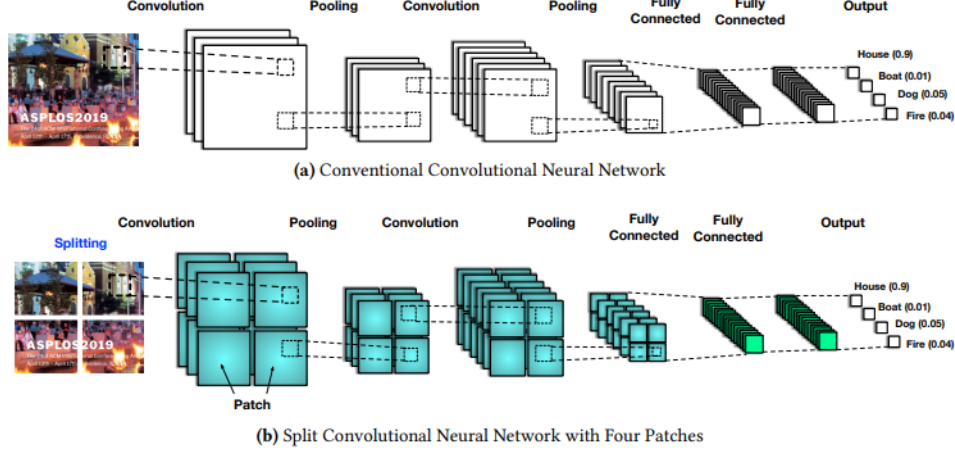 Convolution Pooling Convolution Pooling Fully Connected Fully Connected Output
House (0.9)
Boat (0.01)
Dog (0.05)
Fire (0.04)
ASPLOS2019
(a) Conventional Convolutional Neural Network
Convolution Pooling Convolution Pooling Fully Connected Fully Connected Output
Splitting
House (0.9)
Boat (0.01)
Dog (0.05)
Fire (0.04)
ASPLOS2019
Patch
(b) Split Convolutional Neural Network with Four Patches